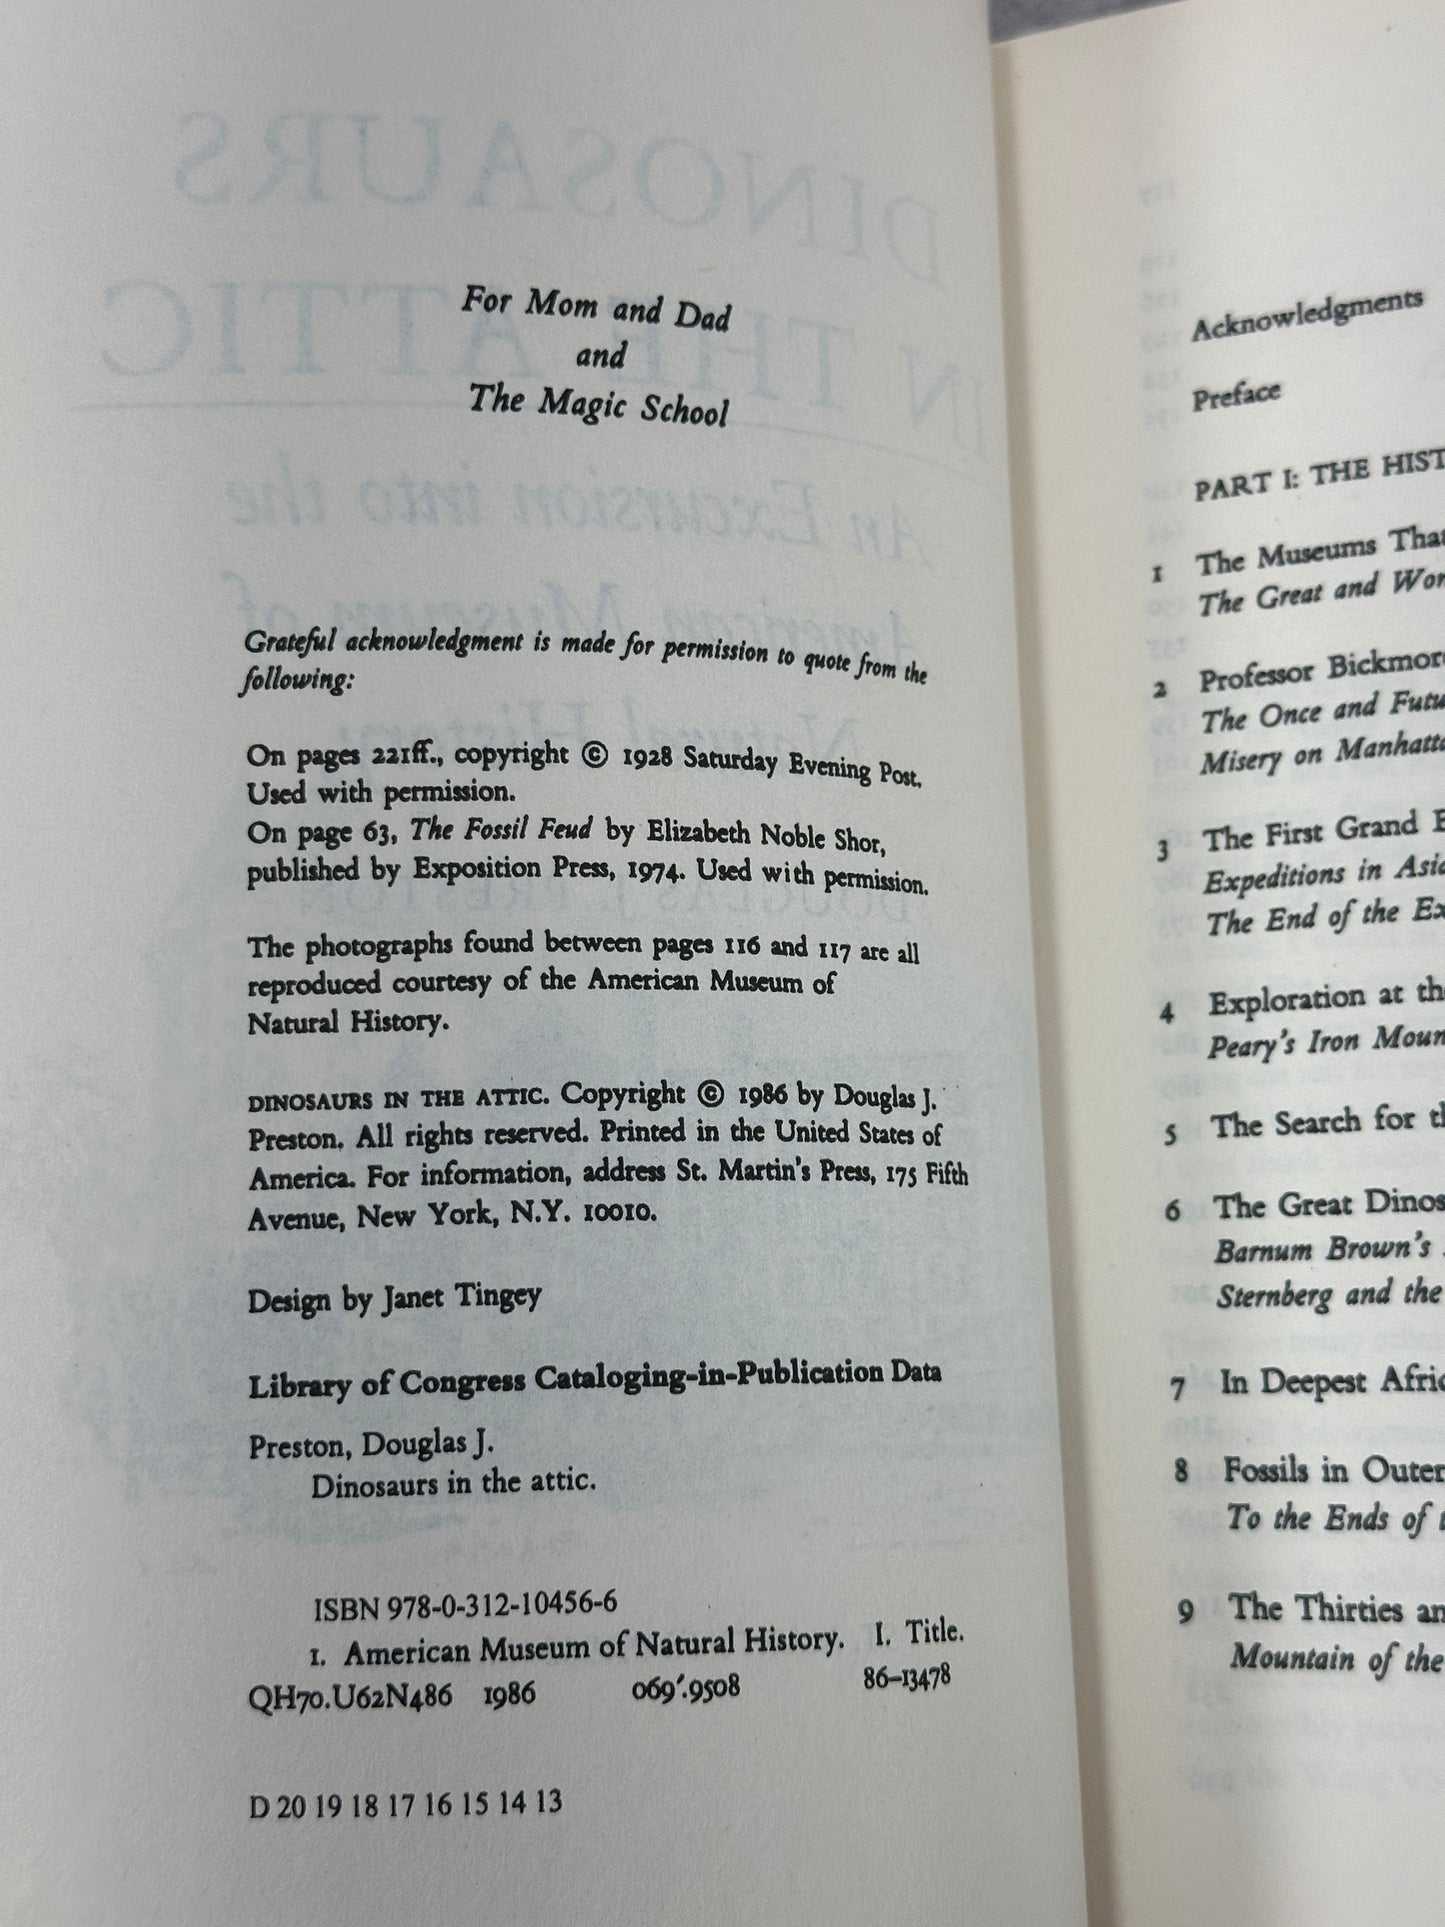 For Mom and Dad
and
The Magic School
Grateful acknowledgment is made for permission to quote from the
following:
On pages 221ff., copyright © 1928 Saturday Evening Post.
Used with permission.
On page 63, The Fossil Feud by Elizabeth Noble Shor,
published by Exposition Press, 1974. Used with permission.
The photographs found between pages 116 and 117 are all
reproduced courtesy of the American Museum of
Natural History.
DINOSAURS IN THE ATTIC. Copyright © 1986 by Douglas J.
Preston. All rights reserved. Printed in the United States of
America. For information, address St. Martin's Press, 175 Fifth
Avenue, New York, N.Y. 10010.
Design by Janet Tingey
Library of Congress Cataloging-in-Publication Data
Preston, Douglas J.
Dinosaurs in the attic.
ISBN 978-0-312-10456-6
1. American Museum of Natural History. I. Title.
QH70.U62N486 1986 069'.9508 86-13478
D 20 19 18 17 16 15 14 13
Acknowledgments
Preface
PART I: THE HIST
1 The Museums That
The Great and Won
2 Professor Bickmor
The Once and Futu
Misery on Manhatta
3 The First Grand E
Expeditions in Asia
The End of the Ex
4 Exploration at th
Peary's Iron Moun
5 The Search for th
6 The Great Dinos
Barnum Brown's
Sternberg and the
7 In Deepest Afric
8 Fossils in Outer
To the Ends of t
9 The Thirties an
Mountain of the